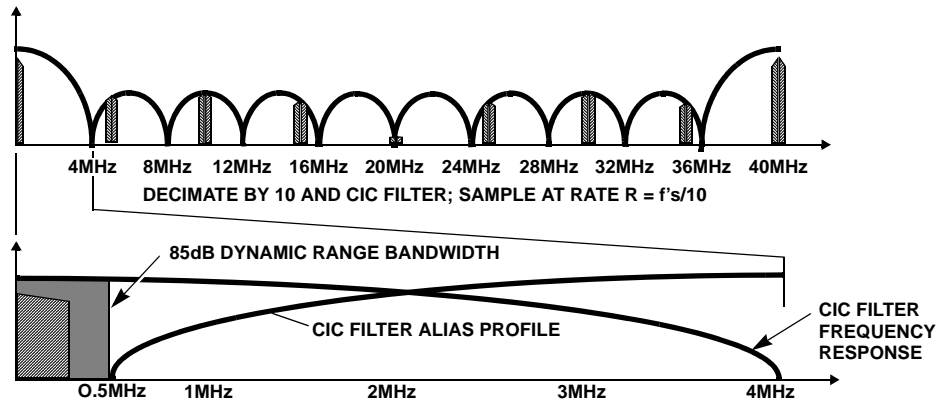 4MHz 8MHz 12MHz 16MHz 20MHz 24MHz 28MHz 32MHz 36MHz 40MHz
DECIMATE BY 10 AND CIC FILTER; SAMPLE AT RATE R = f's/10
85dB DYNAMIC RANGE BANDWIDTH
CIC FILTER ALIAS PROFILE
CIC FILTER
FREQUENCY
RESPONSE
O.5MHz 1MHz 2MHz 3MHz 4MHz